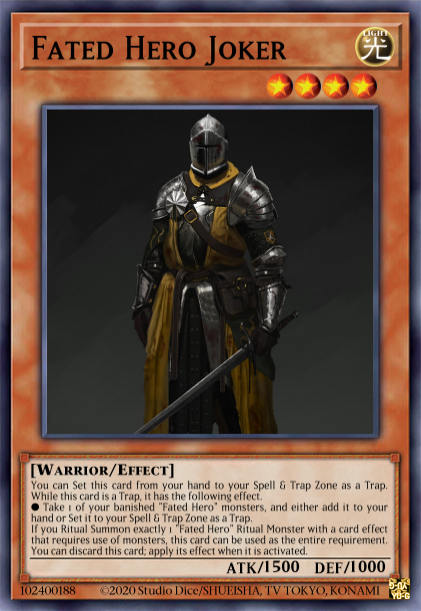 FATED HERO JOKER
LIGHT
光
[WARRIOR/EFFECT]
You can Set this card from your hand to your Spell & Trap Zone as a Trap.
While this card is a Trap, it has the following effect.
● Take 1 of your banished "Fated Hero" monsters, and either add it to your
hand or Set it to your Spell & Trap Zone as a Trap.
If you Ritual Summon exactly 1 "Fated Hero" Ritual Monster with a card effect
that requires use of monsters, this card can be used as the entire requirement.
You can discard this card; apply its effect when it is activated.
ATK/1500 DEF/1000
102400188 ©2020 Studio Dice/SHUEISHA, TV TOKYO, KONAMI